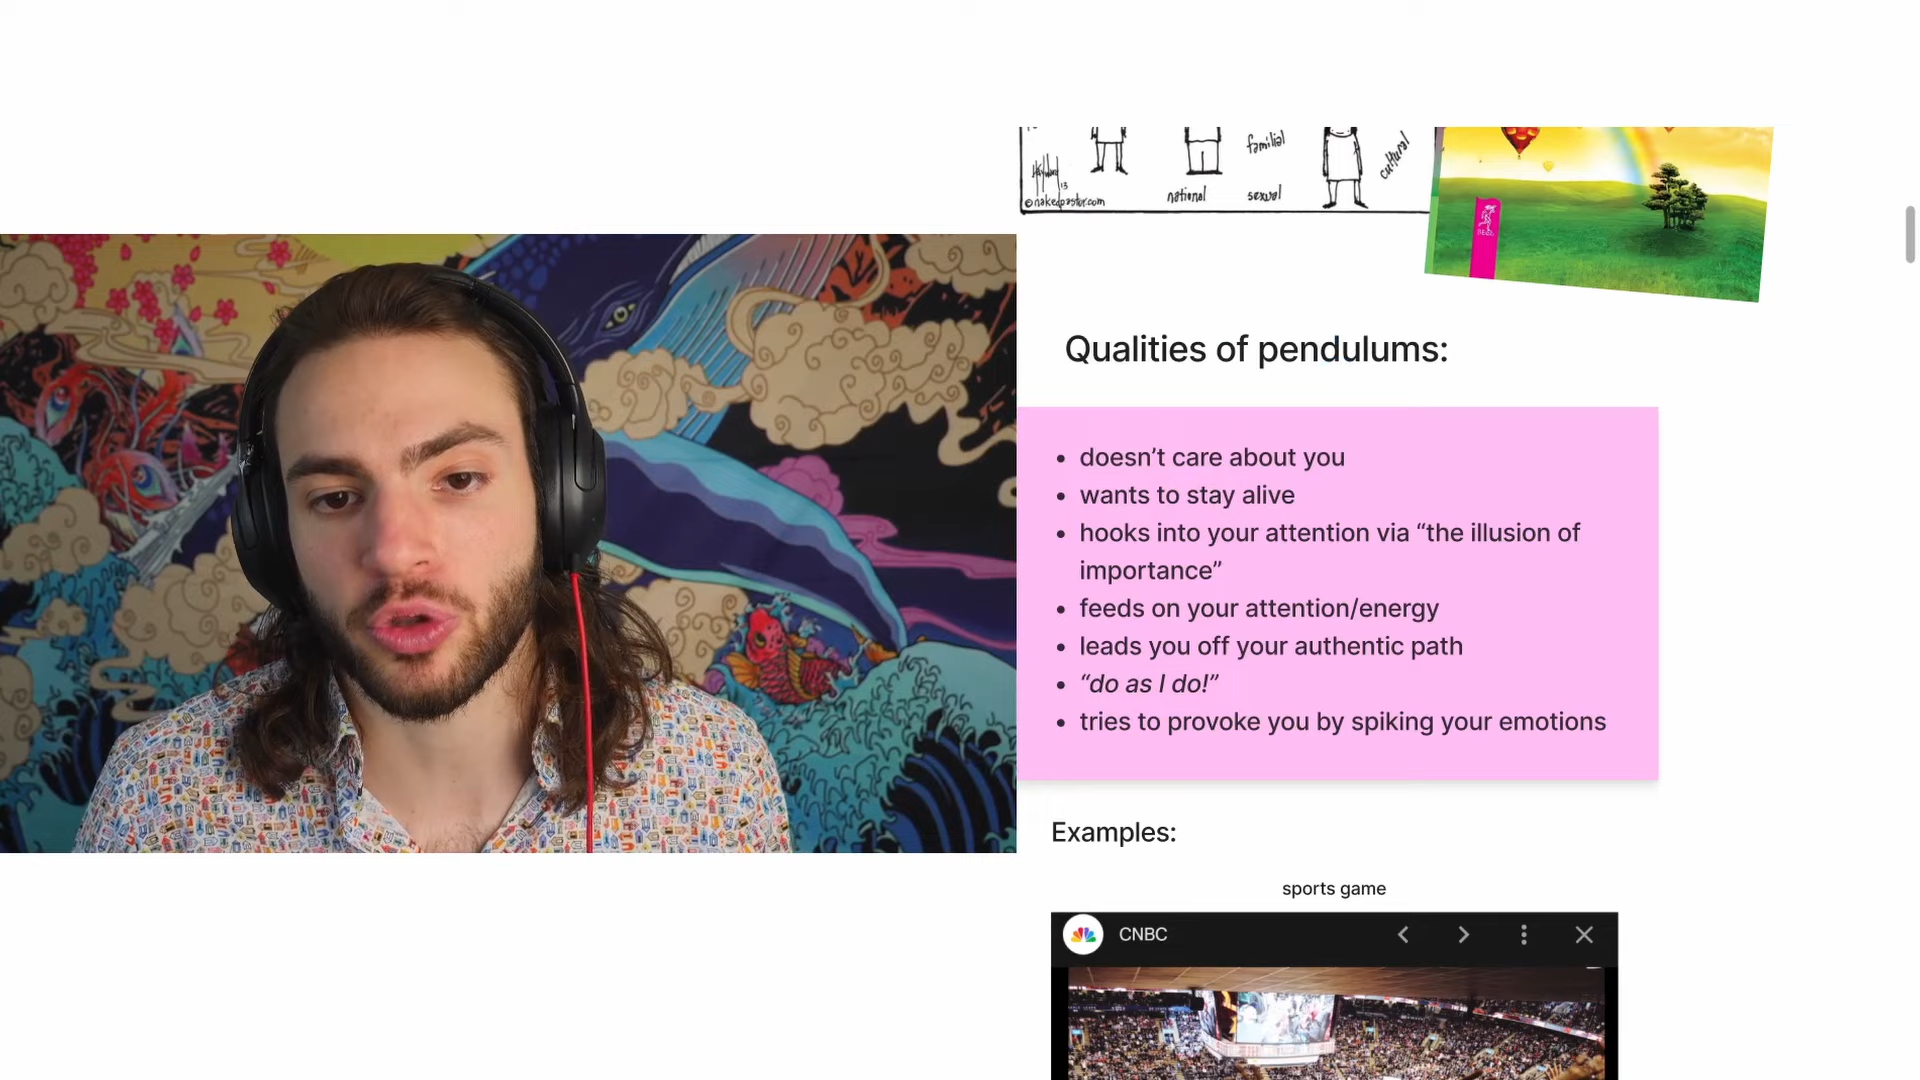 familial
cultural
Hayward
13
©nakedpastor.com
national
sexual
Qualities of pendulums:
• doesn’t care about you
• wants to stay alive
• hooks into your attention via “the illusion of
importance”
• feeds on your attention/energy
• leads you off your authentic path
• “do as I do!”
• tries to provoke you by spiking your emotions
Examples:
sports game
CNBC